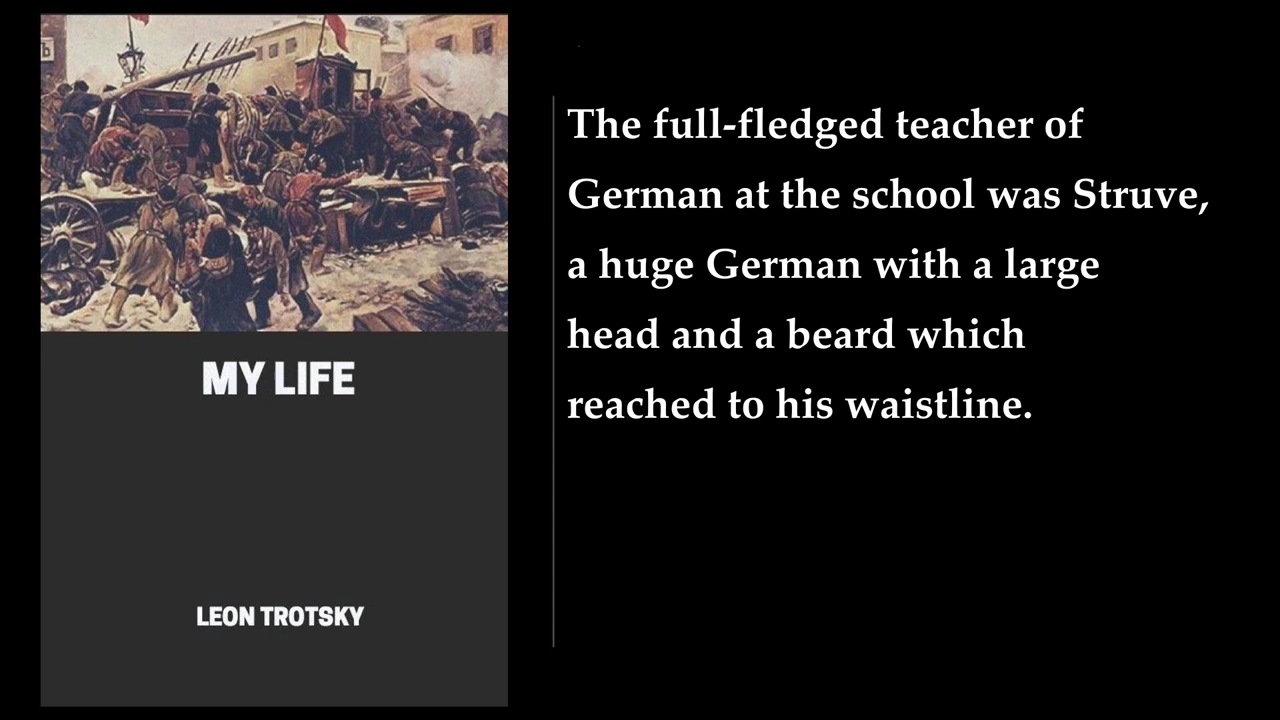 MY LIFE
LEON TROTSKY
The full-fledged teacher of
German at the school was Struve,
a huge German with a large
head and a beard which
reached to his waistline.